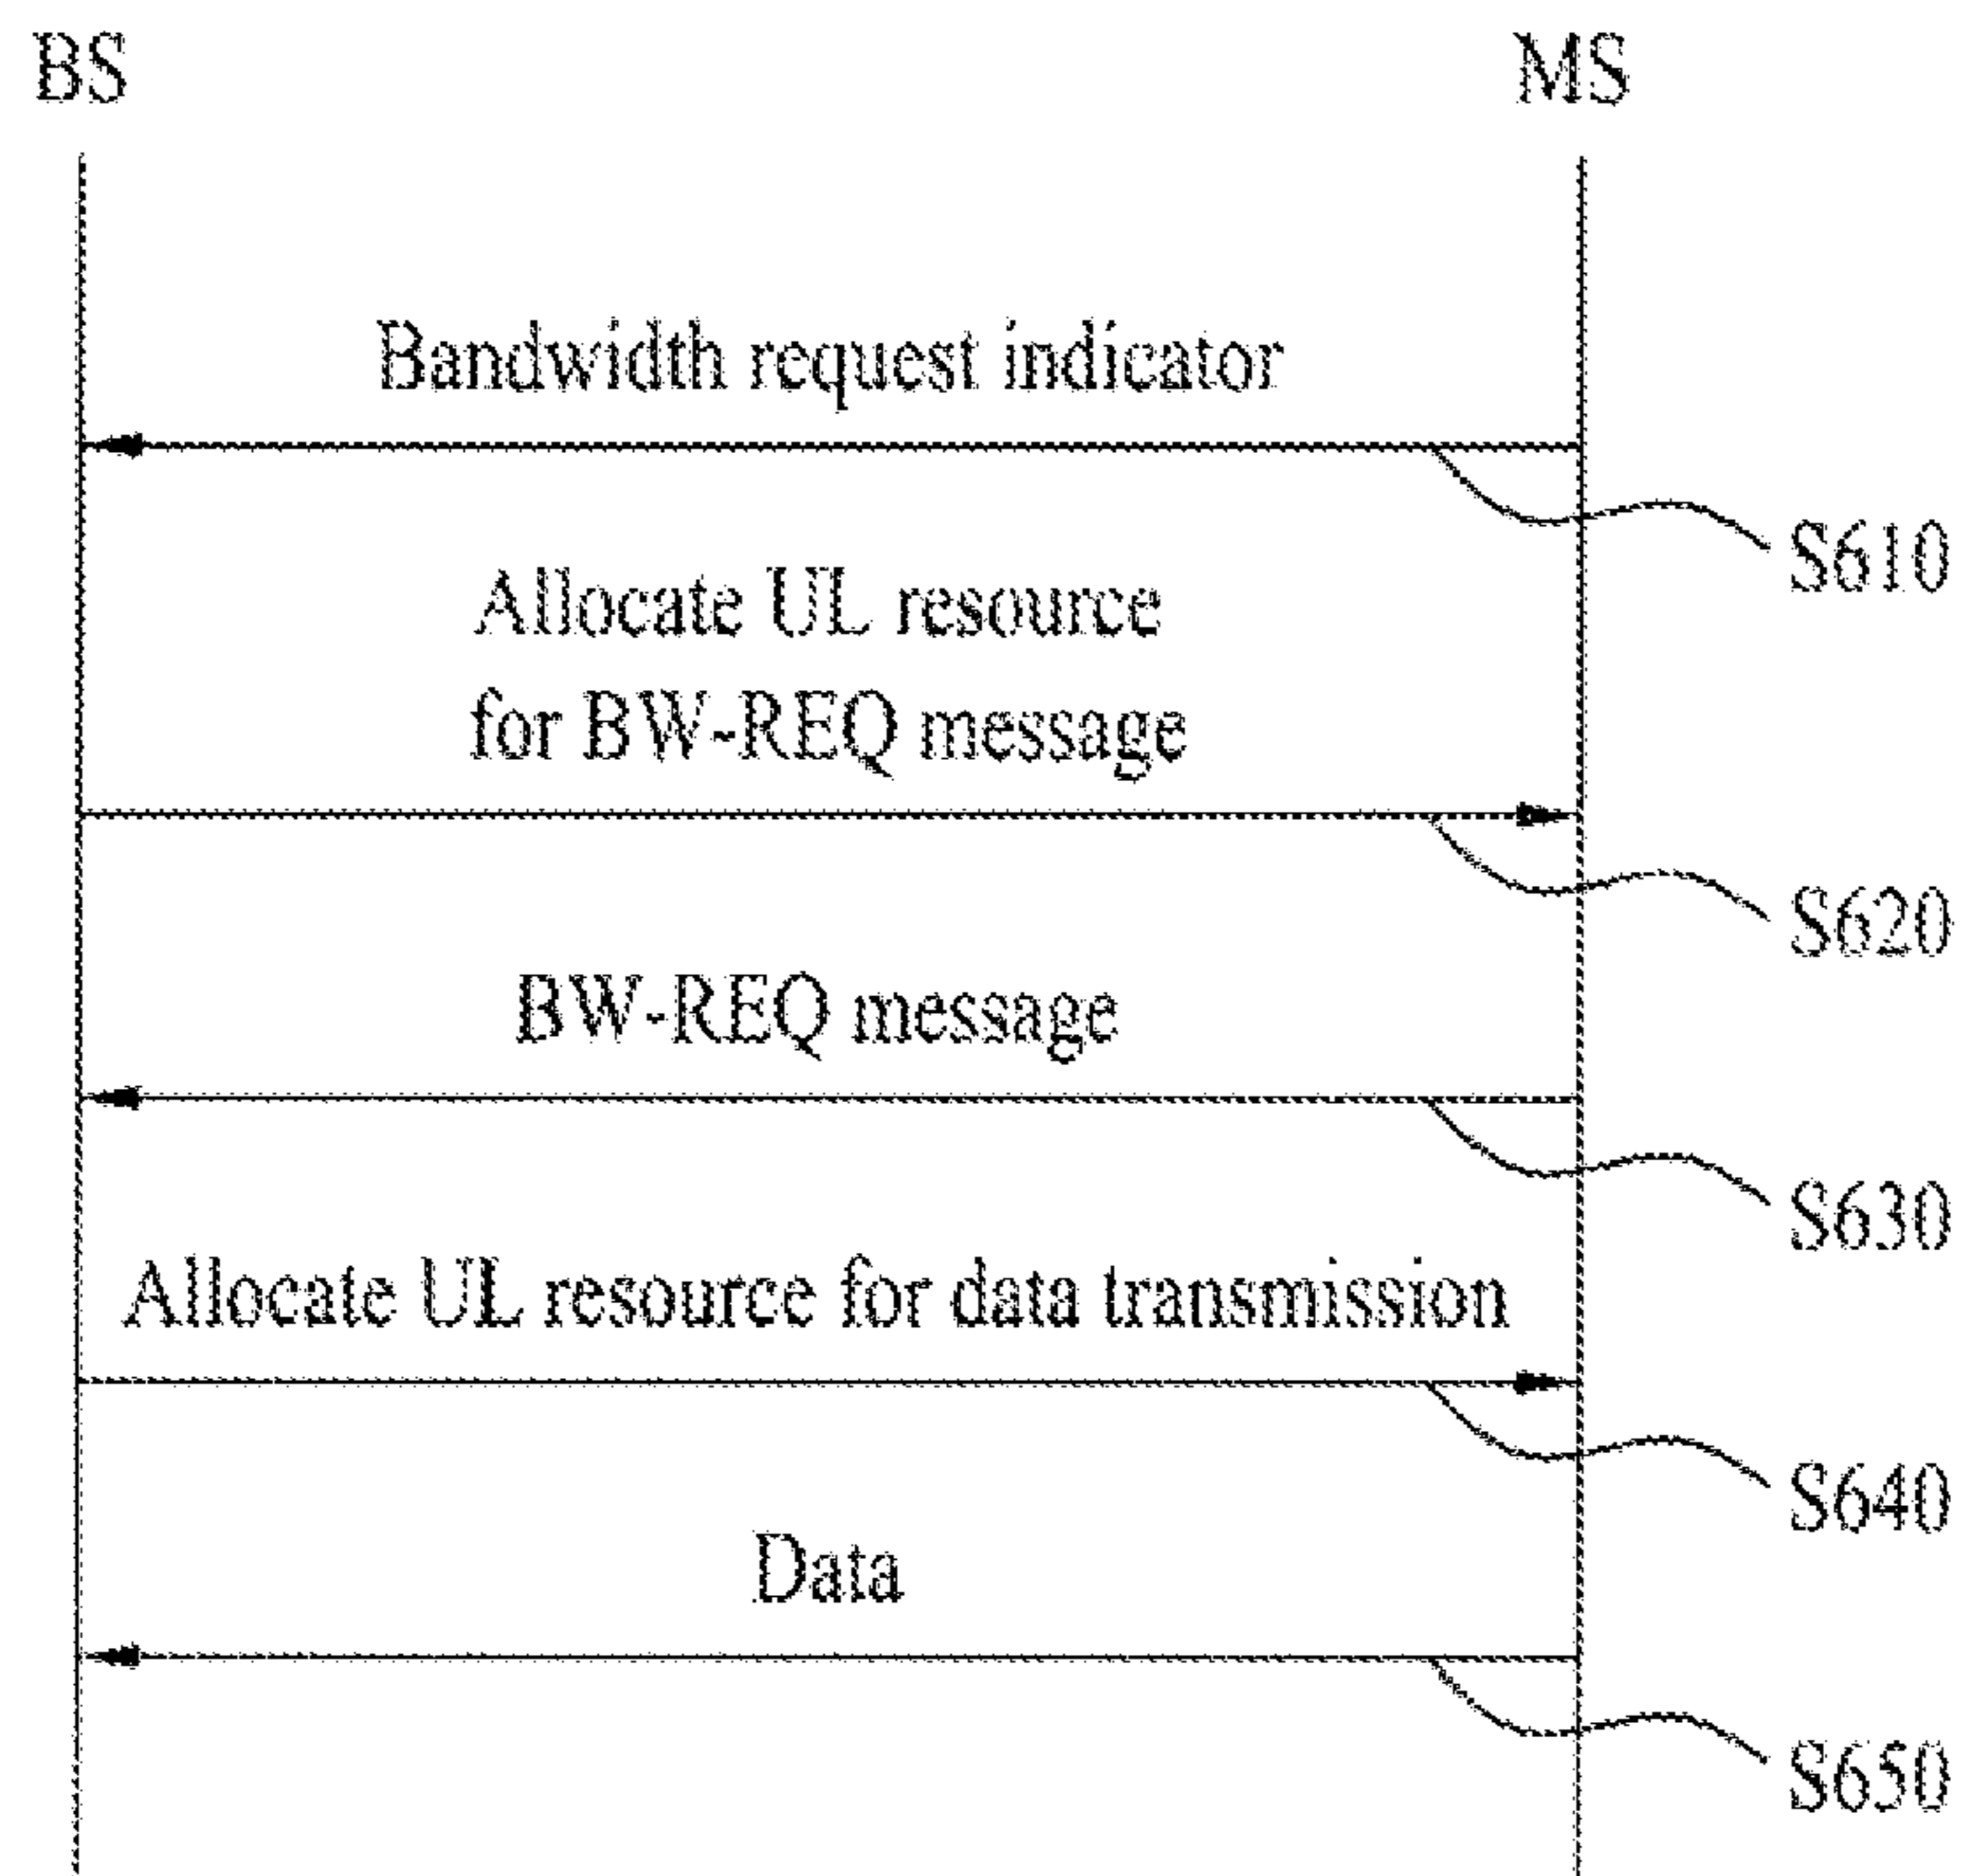 BS
MS
Bandwidth request indicator
S610
Allocate UL resource
for BW-REQ message
S620
BW-REQ message
S630
Allocate UL resource for data transmission
S640
Data
S650